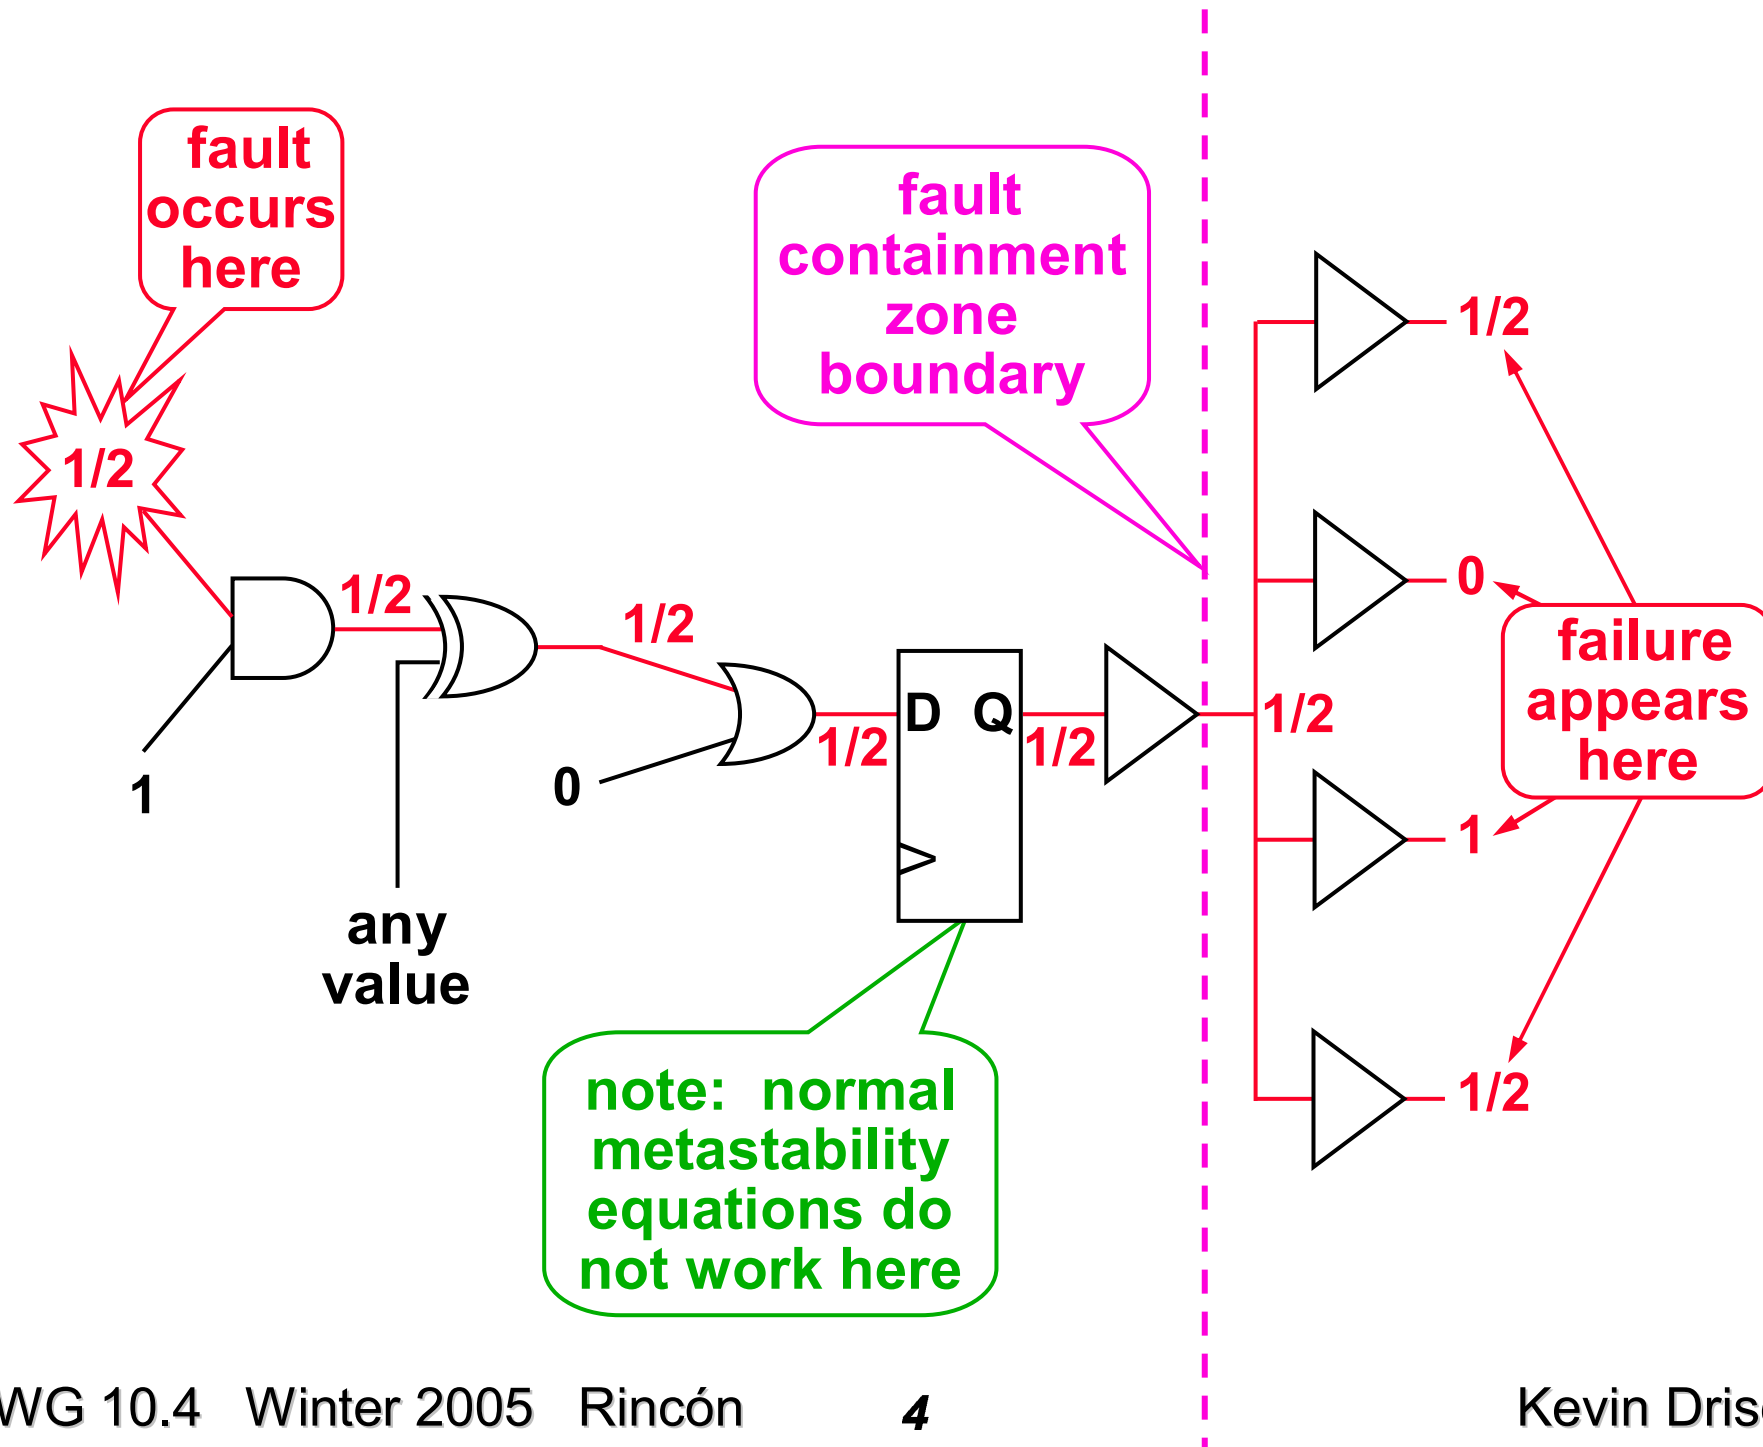 fault
occurs
here
1/2
1
1/2
any
value
1/2
0
1/2
D Q
1/2
note: normal
metastability
equations do
not work here
fault
containment
zone
boundary
1/2
1/2
0
1
1/2
failure
appears
here
WG 10.4 Winter 2005 Rincón
4
Kevin